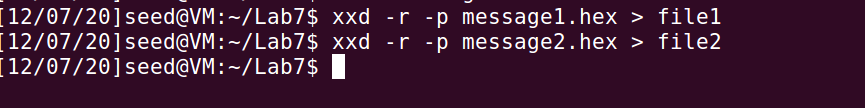 [12/07/20]seed@VM:~/Lab7$ xxd -r -p message1.hex > file1
[12/07/20]seed@VM:~/Lab7$ xxd -r -p message2.hex > file2
[12/07/20]seed@VM:~/Lab7$